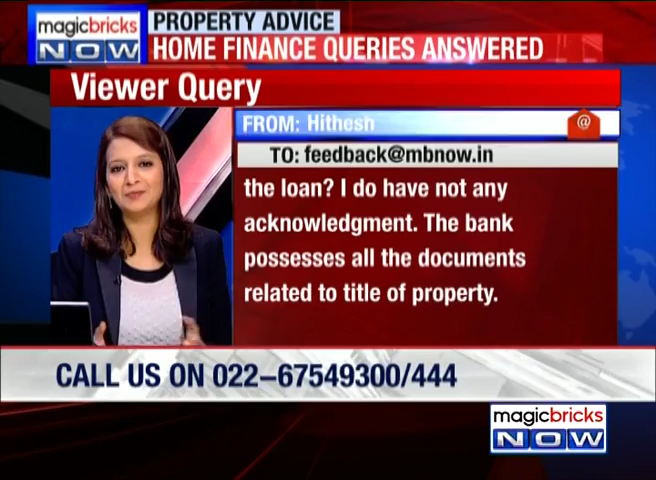 magicbricks
NOW
PROPERTY ADVICE
HOME FINANCE QUERIES ANSWERED
Viewer Query
FROM: Hithesh
@
TO: feedback@mbnow.in
the loan? I do have not any
acknowledgment. The bank
possesses all the documents
related to title of property.
CALL US ON 022–67549300/444
magicbricks
NOW